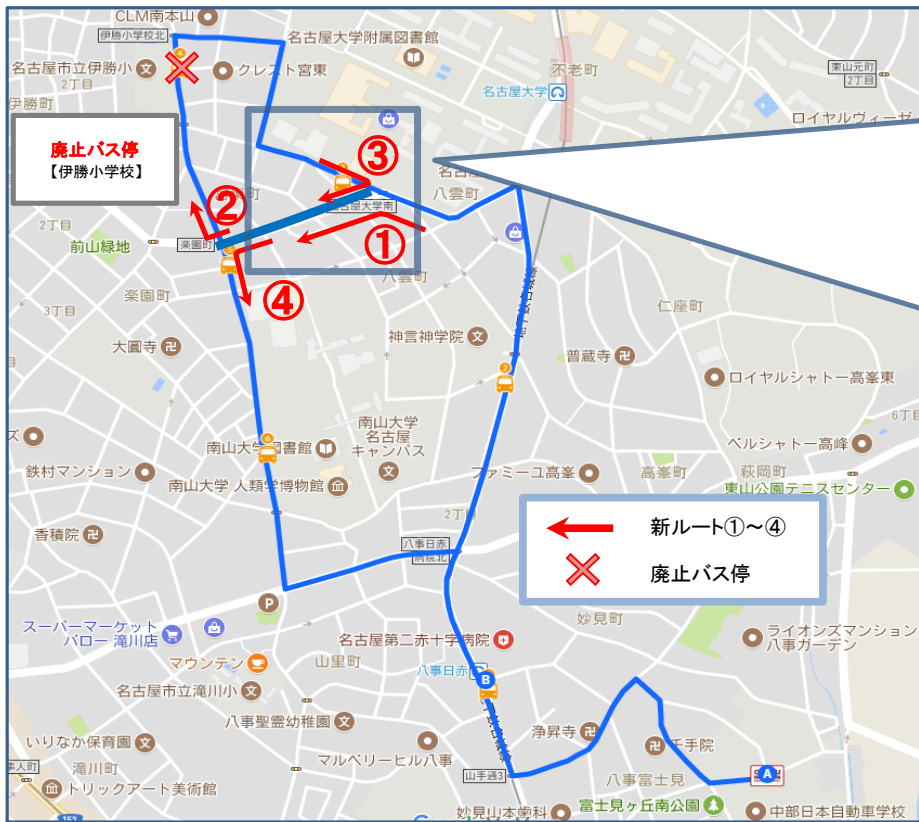 CLM南本山
伊勝小学校北
名古屋大学附属図書館
名古屋市立伊勝小
2丁目
クレスト宮東
伊勝町
不老町
名古屋大学
東山元町
2丁目
ロイヤルヴィーゼ
廃止バス停
【伊勝小学校】
③
名古屋大学南
八雲町
②
①
2丁目
前山緑地
楽園町
楽園町
④
八雲町
仁座町
3丁目
大圓寺
神言神学院
普蔵寺
ロイヤルシャトー高峯東
6丁目
南山大学図書館
南山大学
名古屋
キャンパス
ズ
鉄村マンション
南山大学 人類学博物館
ファミーユ高峯
高峯町
ベルシャトー高峰
萩岡町
東山公園テニスセンター
2丁目
香積院
八事日赤
病院北
新ルート①～④
廃止バス停
P
スーパーマーケット
バロー 滝川店
マウンテン
山里町
名古屋第二赤十字病院
妙見町
ライオンズマンション
八事ガーデン
八事日赤
B
名古屋市立滝川小
八事聖霊幼稚園
いりなか保育園
滝川町
隼人町
トリックアート美術館
マルベリーヒル八事
浄昇寺
千手院
山手通3
八事富士見
A
153
妙見山本歯科
富士見ヶ丘南公園
中部日本自動車学校